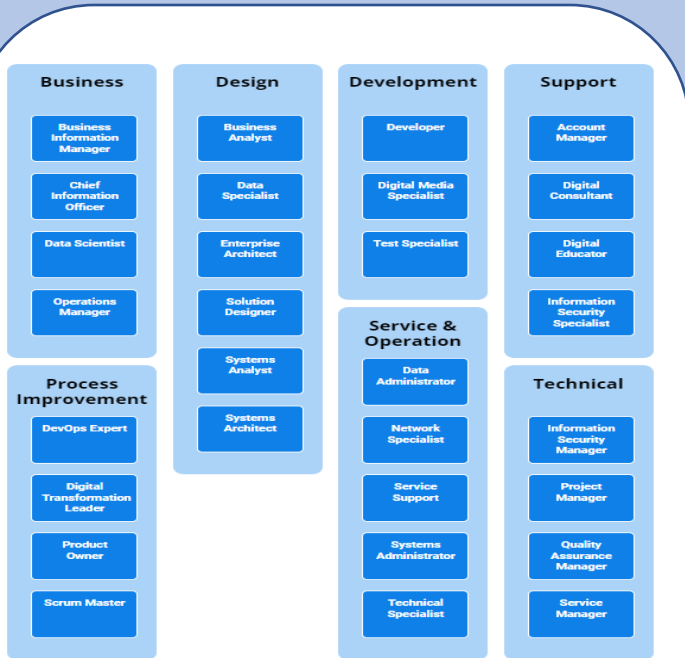 Business
Business
Information
Manager
Chief
Information
Officer
Data Scientist
Operations
Manager
Process
Improvement
DevOps Expert
Digital
Transformation
Leader
Product
Owner
Scrum Master
Design
Business
Analyst
Data
Specialist
Enterprise
Architect
Solution
Designer
Systems
Analyst
Systems
Architect
Development
Developer
Digital Media
Specialist
Test Specialist
Service &
Operation
Data
Administrator
Network
Specialist
Service
Support
Systems
Administrator
Technical
Specialist
Support
Account
Manager
Digital
Consultant
Digital
Educator
Information
Security
Specialist
Technical
Information
Security
Manager
Project
Manager
Quality
Assurance
Manager
Service
Manager